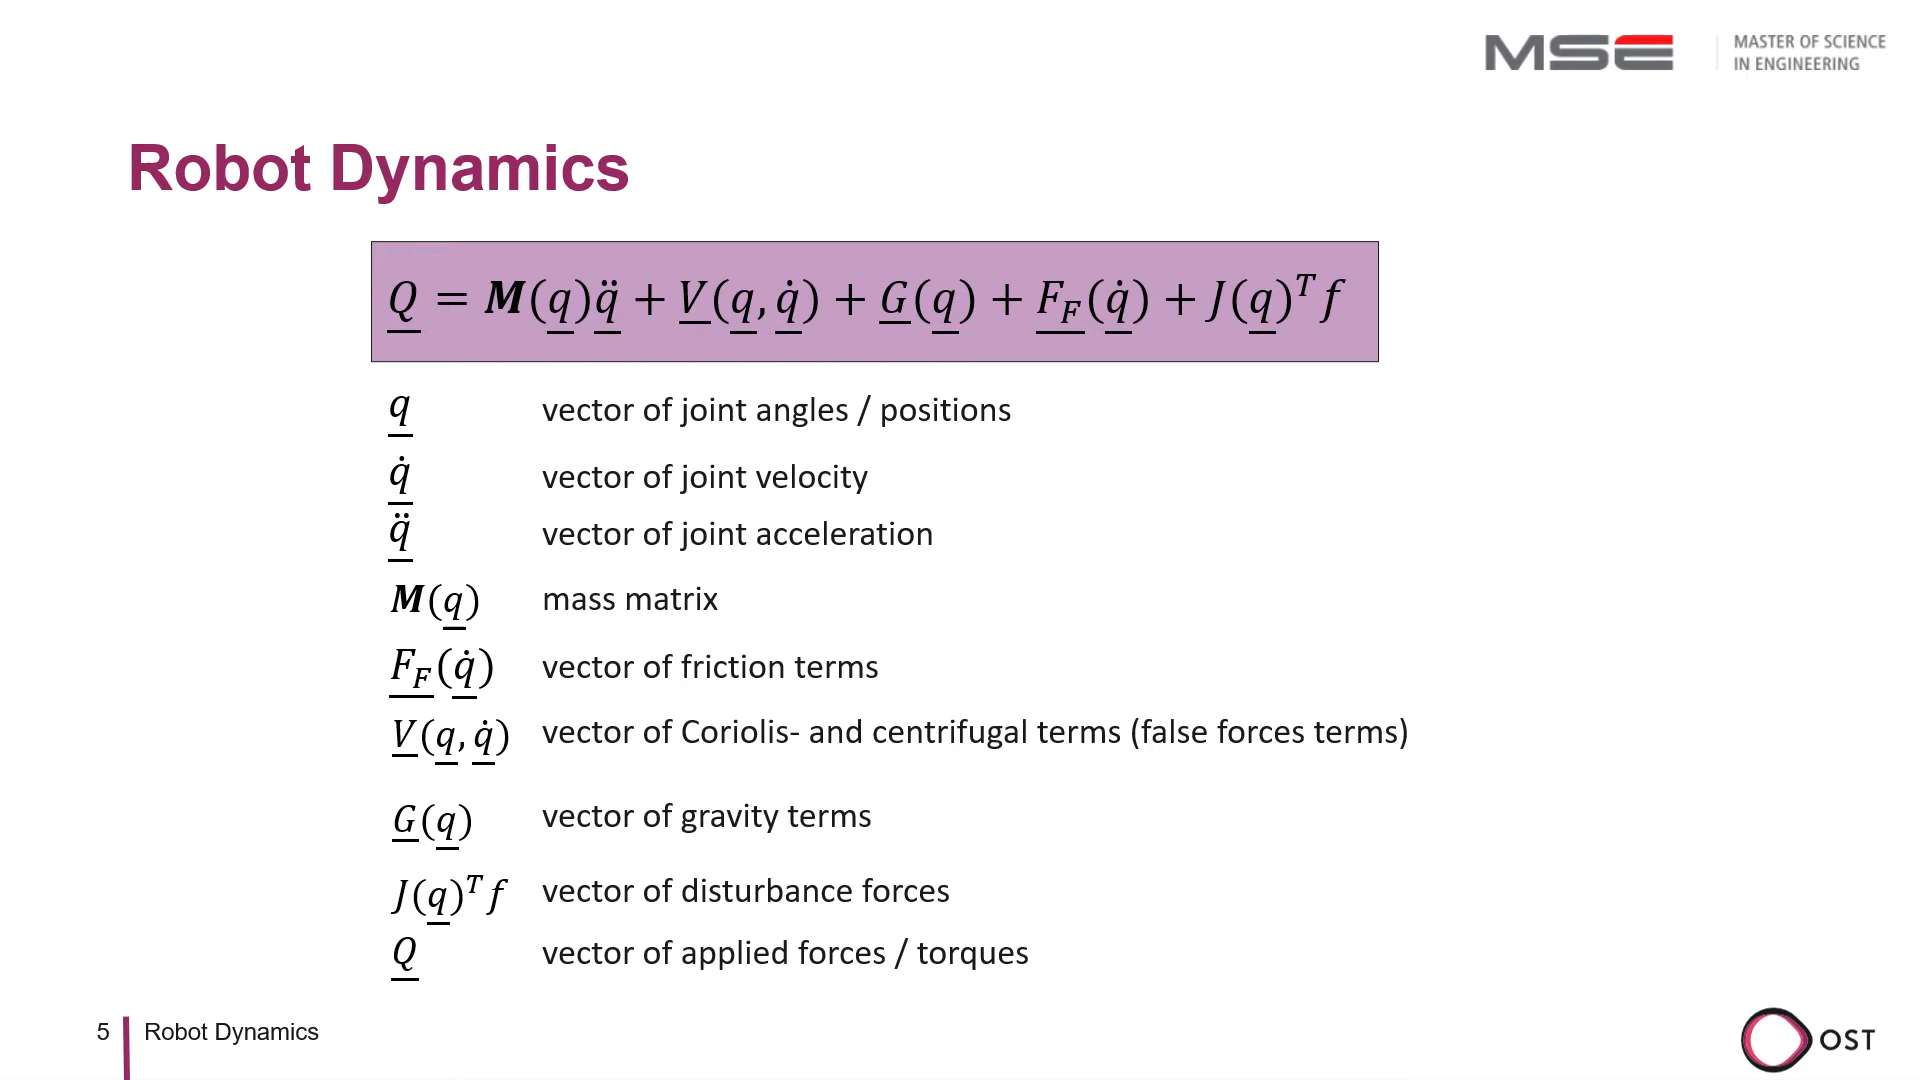 MSE MASTER OF SCIENCE
IN ENGINEERING
Robot Dynamics
Q = M(q)q̈ + V(q, q̇) + G(q) + F_F(q̇) + J(q)^T f
q vector of joint angles / positions
q̇ vector of joint velocity
q̈ vector of joint acceleration
M(q) mass matrix
F_F(q̇) vector of friction terms
V(q, q̇) vector of Coriolis- and centrifugal terms (false forces terms)
G(q) vector of gravity terms
J(q)^T f vector of disturbance forces
Q vector of applied forces / torques
5 Robot Dynamics
OST